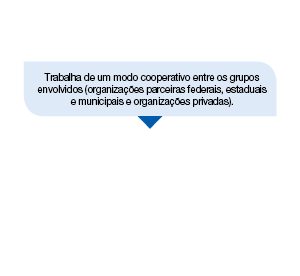 Trabalha de um modo cooperativo entre os grupos
envolvidos (organizações parceiras federais, estaduais
e municipais e organizações privadas).